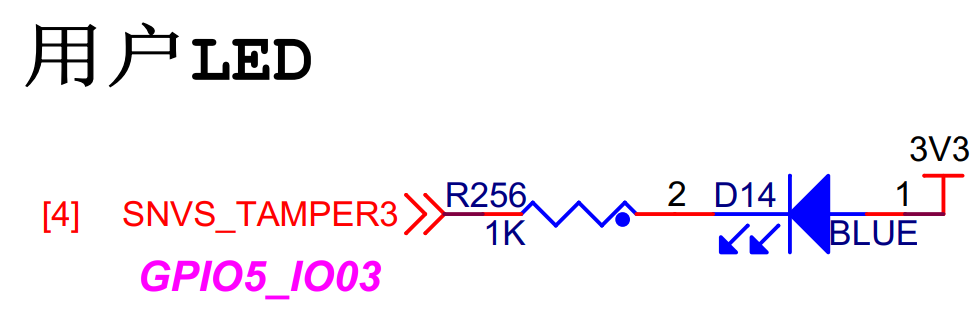 用户LED
3V3
[4] SNVS_TAMPER3 R256 2 D14 1
1K BLUE
GPIO5_IO03